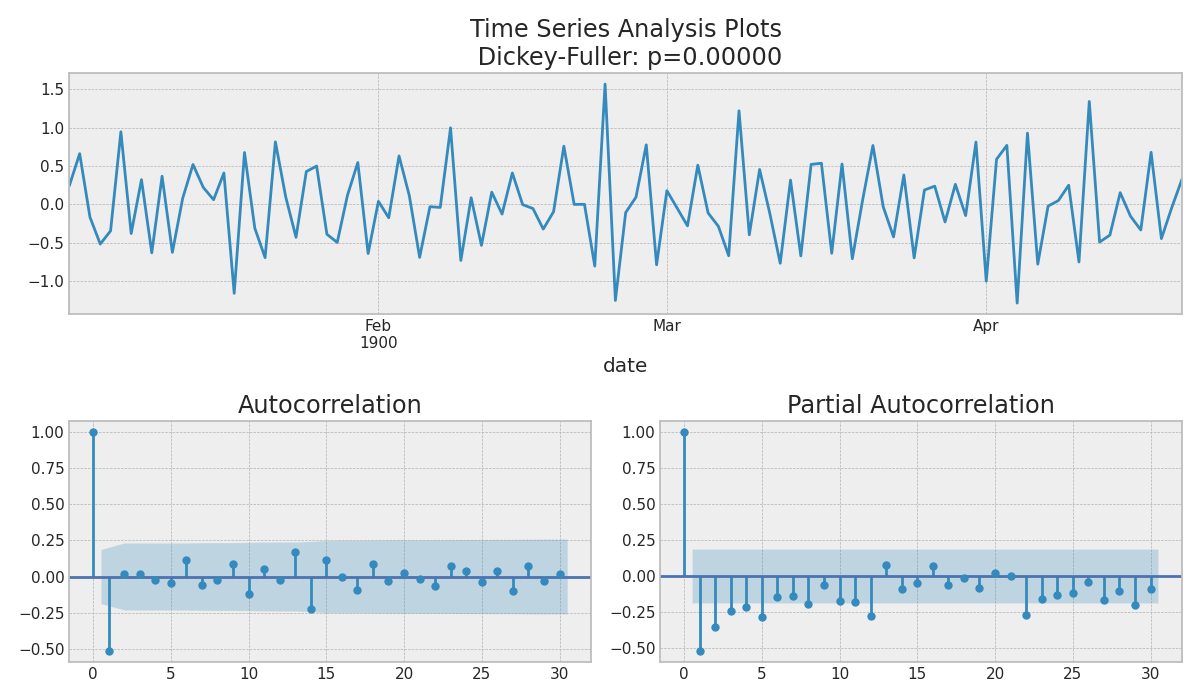 Time Series Analysis Plots
Dickey-Fuller: p=0.00000
1.5
1.0
0.5
0.0
−0.5
−1.0
Feb
1900
Mar
Apr
date
Autocorrelation
1.00
0.75
0.50
0.25
0.00
−0.25
−0.50
0 5 10 15 20 25 30
Partial Autocorrelation
1.00
0.75
0.50
0.25
0.00
−0.25
−0.50
0 5 10 15 20 25 30